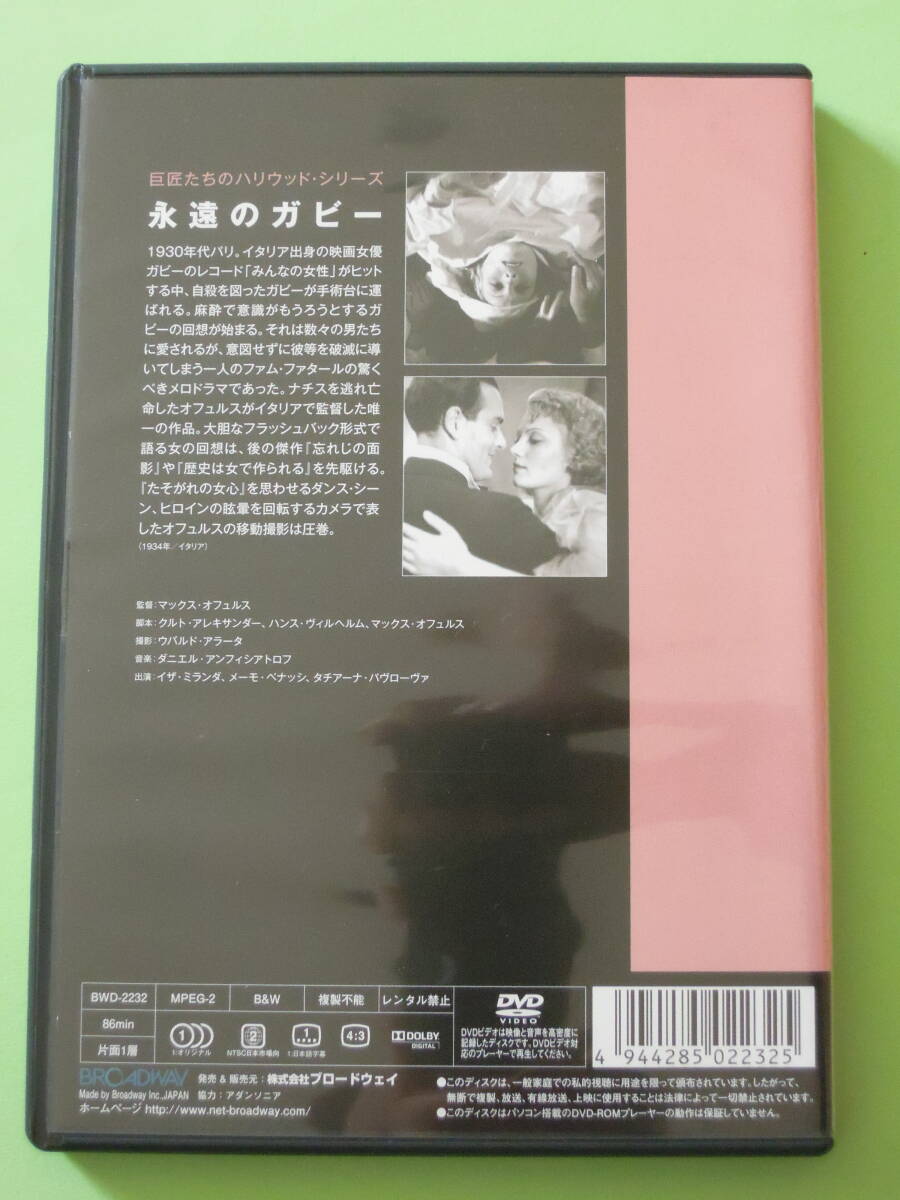 巨匠たちのハリウッド・シリーズ
永遠のガビー
1930年代パリ。イタリア出身の映画女優
ガビーのレコード「みんなの女性」がヒット
する中、自殺を図ったガビーが手術台に運
ばれる。麻酔で意識がもうろうとするガ
ビーの回想が始まる。それは数々の男たち
に愛されるが、意図せずに彼等を破滅に導
いてしまう一人のファム・ファタールの驚く
べきメロドラマであった。ナチスを逃れ亡
命したオフュルスがイタリアで監督した唯
一の作品。大胆なフラッシュバック形式で
語る女の回想は、後の傑作『忘れじの面
影』や『歴史は女で作られる』を先駆ける。
『たそがれの女心』を思わせるダンス・シー
ン、ヒロインの眩暈を回転するカメラで表
したオフュルスの移動撮影は圧巻。
（1934年／イタリア）
監督：マックス・オフュルス
脚本：クルト・アレキサンダー、ハンス・ヴィルヘルム、マックス・オフュルス
撮影：ウバルド・アラータ
音楽：ダニエル・アンフィシアトロフ
出演：イザ・ミランダ、メーモ・ベナッシ、タチアーナ・パヴローヴァ
BWD-2232 MPEG-2 B&W 複製不能 レンタル禁止
86min
片面1層
1 1:オリジナル
2 NTSC日本市場向
1 1:日本語字幕
4:3
DOLBY DIGITAL
DVD VIDEO
DVDビデオは映像と音声を高密度に
記録したディスクです。DVDビデオ対
応のプレーヤーで再生してください。
4 944285 022325
BROADWAY 発売＆販売元：株式会社ブロードウェイ
Made by Broadway Inc.,JAPAN 協力：アダンソニア
ホームページ http://www.net-broadway.com/
●このディスクは、一般家庭での私的視聴に用途を限って頒布されています。したがって、
無断で複製、放送、有線放送、上映に使用することは法律によって一切禁止されています。
●このディスクはパソコン搭載のDVD-ROMプレーヤーの動作は保証していません。